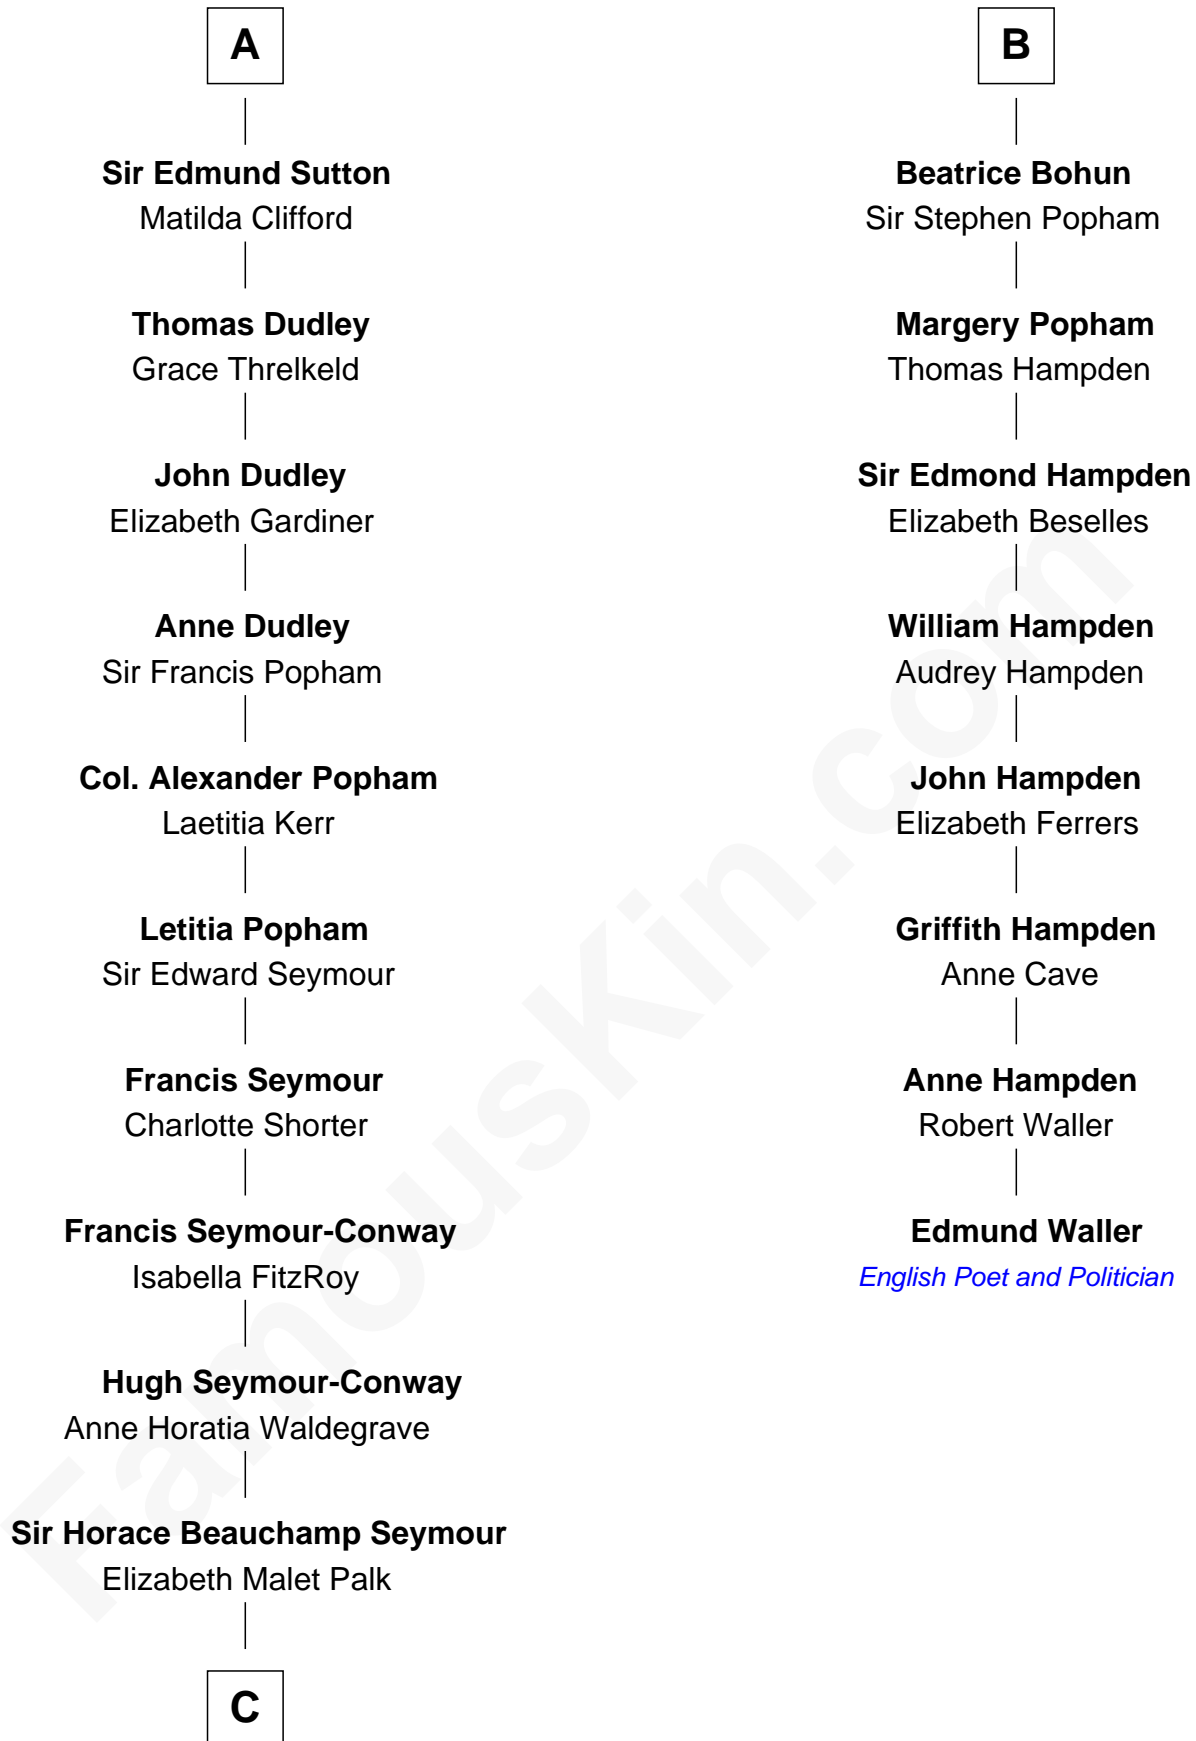 A
Sir Edmund Sutton
Matilda Clifford
Thomas Dudley
Grace Threlkeld
John Dudley
Elizabeth Gardiner
Anne Dudley
Sir Francis Popham
Col. Alexander Popham
Laetitia Kerr
Letitia Popham
Sir Edward Seymour
Francis Seymour
Charlotte Shorter
Francis Seymour-Conway
Isabella FitzRoy
Hugh Seymour-Conway
Anne Horatia Waldegrave
Sir Horace Beauchamp Seymour
Elizabeth Malet Palk
C
B
Beatrice Bohun
Sir Stephen Popham
Margery Popham
Thomas Hampden
Sir Edmond Hampden
Elizabeth Beselles
William Hampden
Audrey Hampden
John Hampden
Elizabeth Ferrers
Griffith Hampden
Anne Cave
Anne Hampden
Robert Waller
Edmund Waller
English Poet and Politician
FamousKin.com